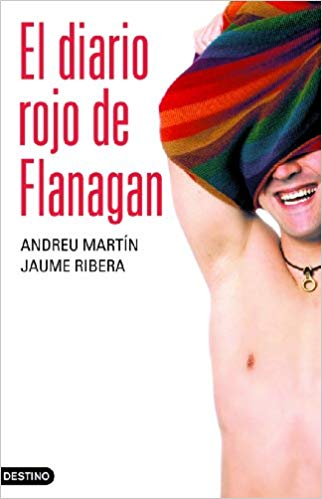 El diario
rojo de
Flanagan
ANDREU MARTÍN
JAUME RIBERA
DESTINO